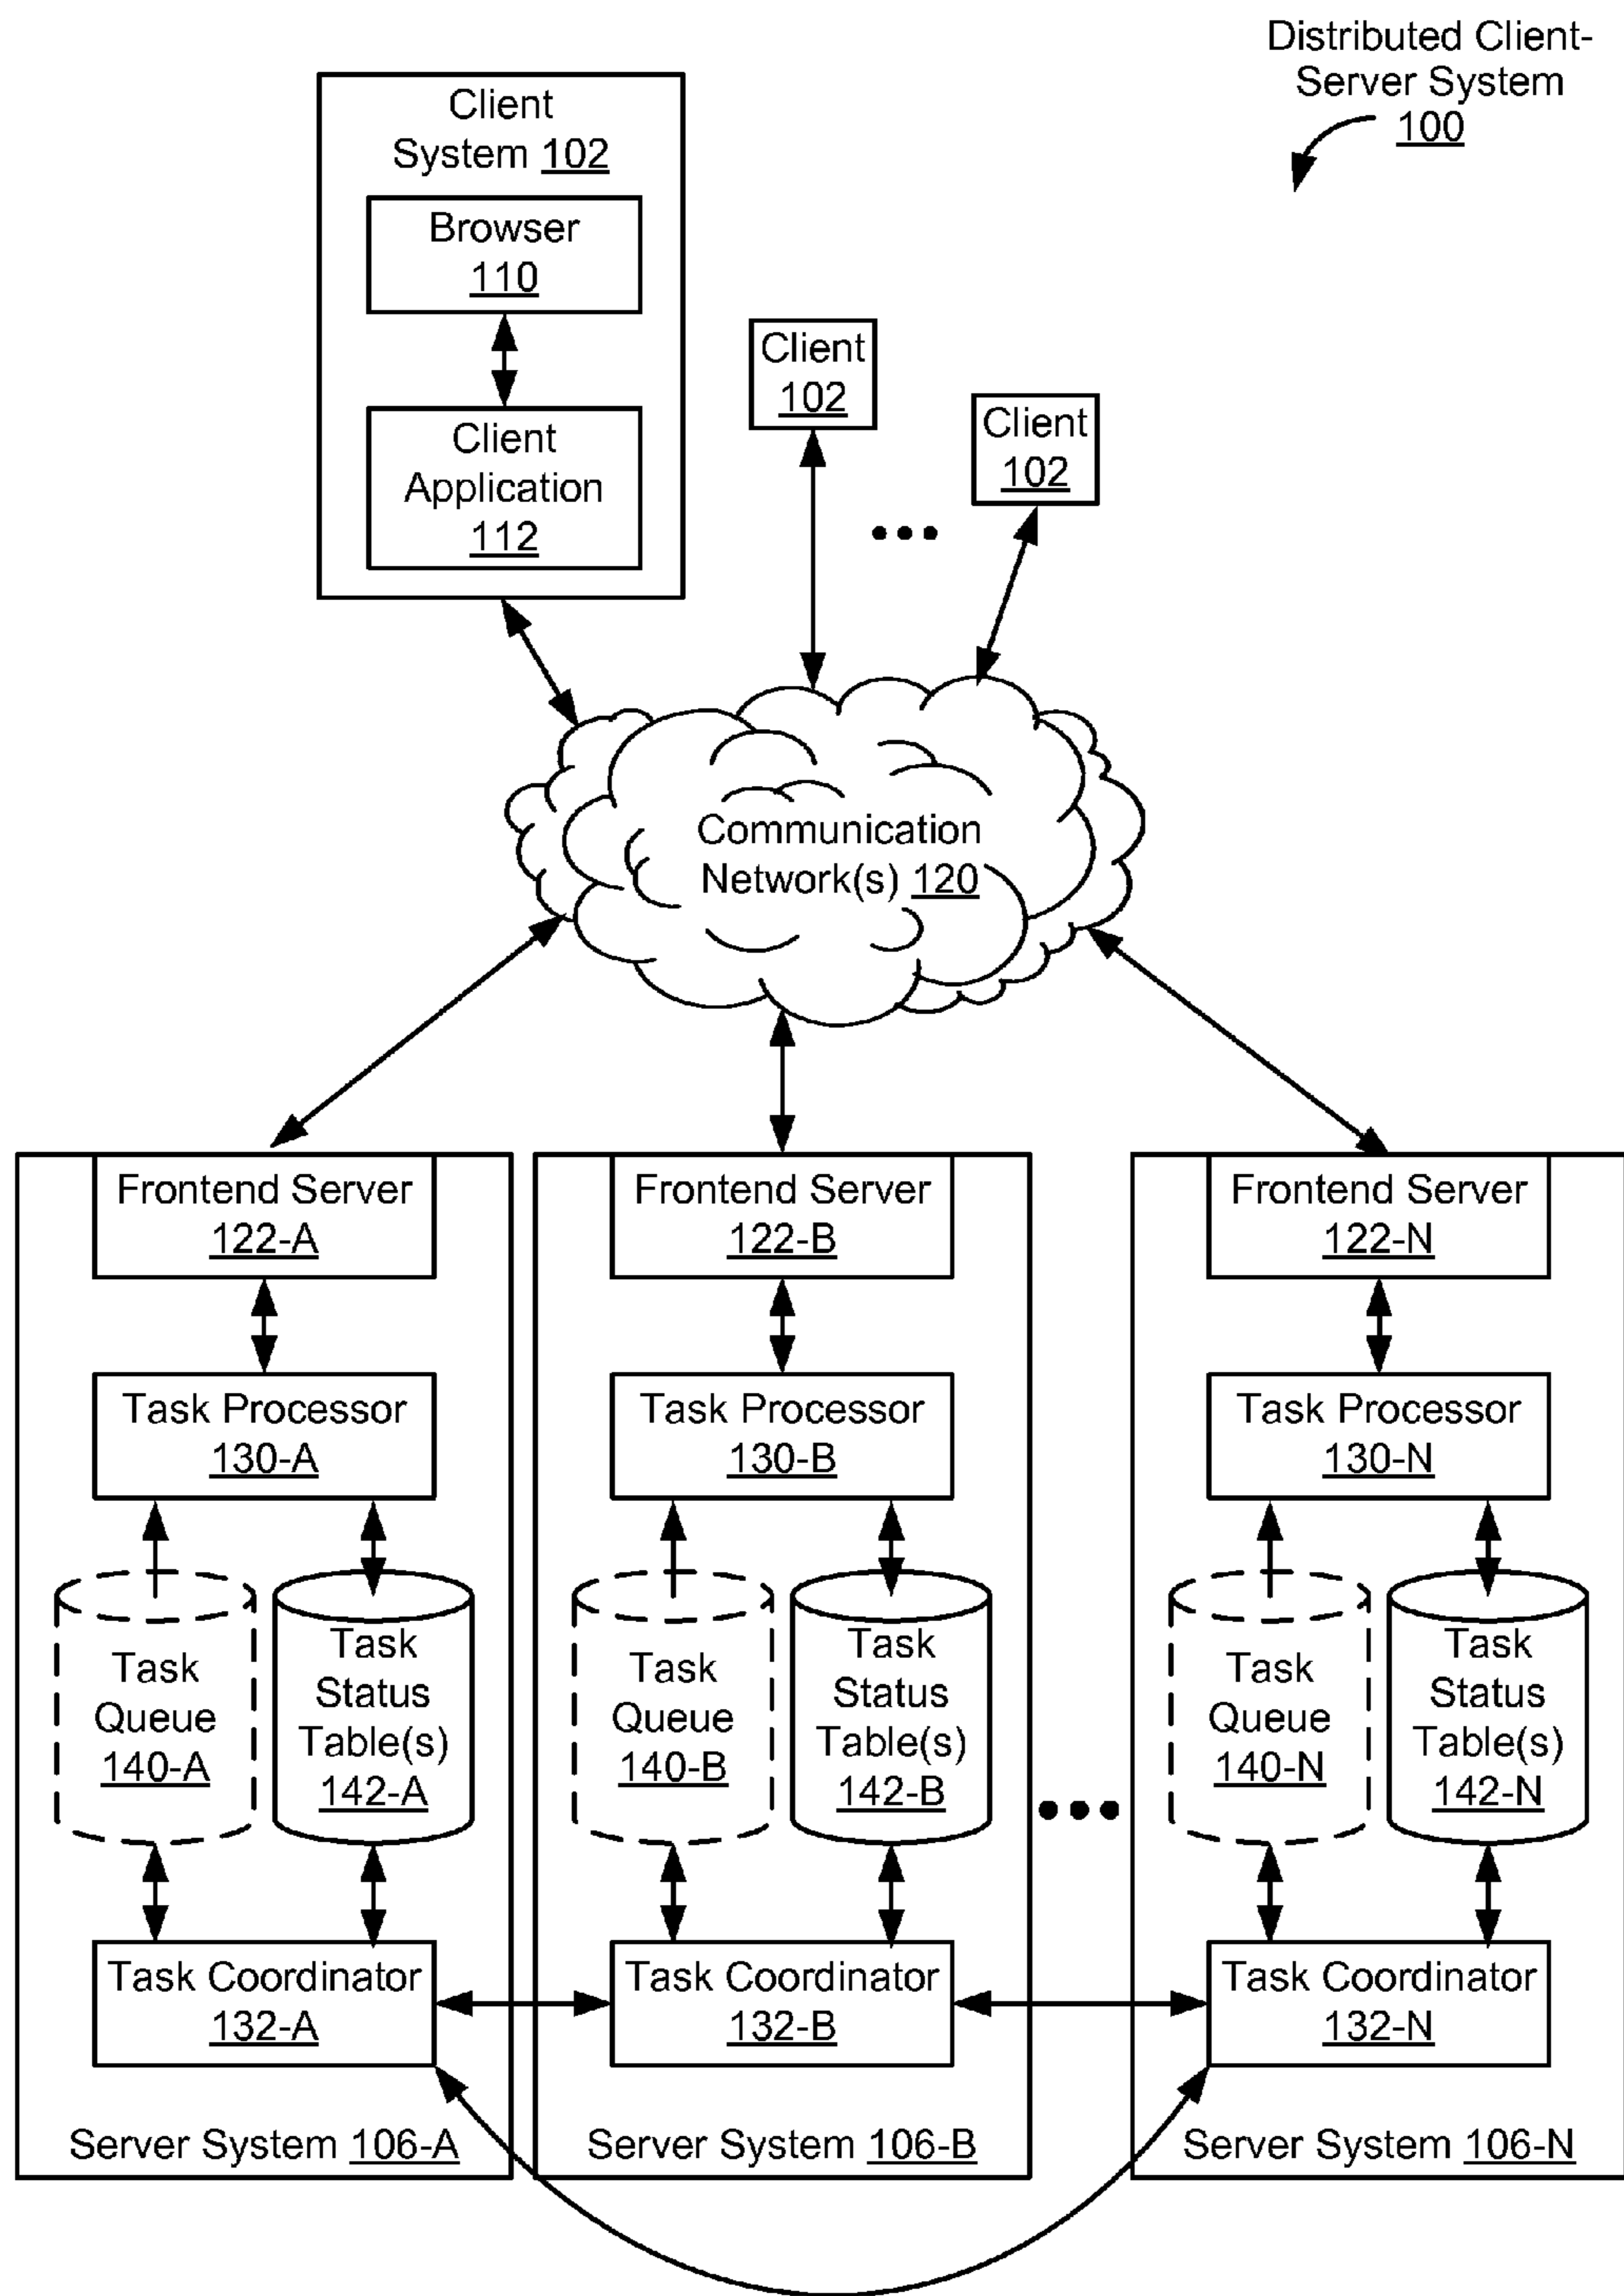 Distributed Client-
Server System
100
Client
System 102
Browser
110
Client
Application
112
Client
102
Client
102
Communication
Network(s) 120
Frontend Server
122-A
Task Processor
130-A
Task
Queue
140-A
Task
Status
Table(s)
142-A
Task Coordinator
132-A
Server System 106-A
Frontend Server
122-B
Task Processor
130-B
Task
Queue
140-B
Task
Status
Table(s)
142-B
Task Coordinator
132-B
Server System 106-B
Frontend Server
122-N
Task Processor
130-N
Task
Queue
140-N
Task
Status
Table(s)
142-N
Task Coordinator
132-N
Server System 106-N